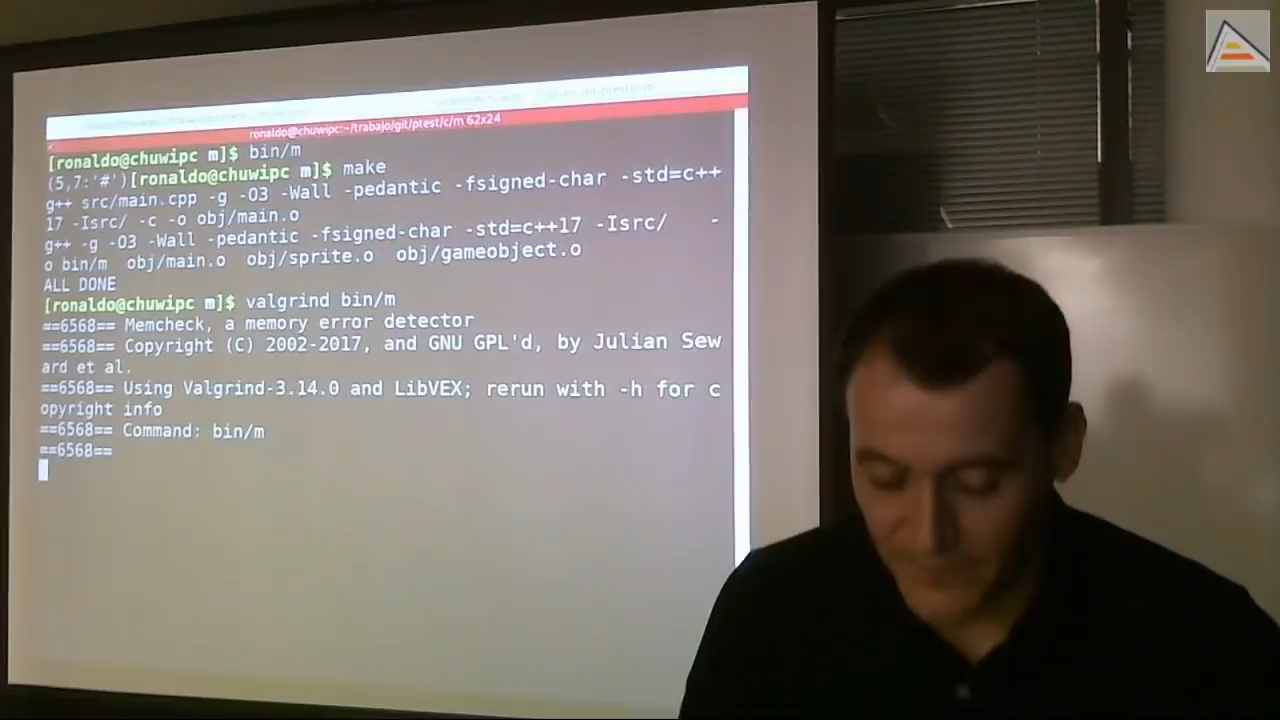 ronaldo@chuwipc:~/trabajo/git/ptest/c/m 62x24
[ronaldo@chuwipc m]$ bin/m
(5,7:'#')[ronaldo@chuwipc m]$ make
g++ src/main.cpp -g -O3 -Wall -pedantic -fsigned-char -std=c++
17 -Isrc/ -c -o obj/main.o
g++ -g -O3 -Wall -pedantic -fsigned-char -std=c++17 -Isrc/ -
o bin/m obj/main.o obj/sprite.o obj/gameobject.o
ALL DONE
[ronaldo@chuwipc m]$ valgrind bin/m
==6568== Memcheck, a memory error detector
==6568== Copyright (C) 2002-2017, and GNU GPL'd, by Julian Sew
ard et al.
==6568== Using Valgrind-3.14.0 and LibVEX; rerun with -h for c
opyright info
==6568== Command: bin/m
==6568==